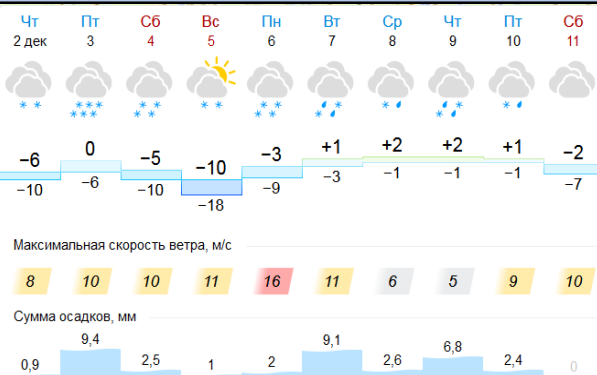 Чт Пт Сб Вс Пн Вт Ср Чт Пт Сб
2 дек 3 4 5 6 7 8 9 10 11
−6 0 −5 −10 −3 +1 +2 +2 +1 −2
−10 −6 −10 −18 −9 −3 −1 −1 −1 −7
Максимальная скорость ветра, м/с
8 10 10 11 16 11 6 5 9 10
Сумма осадков, мм
0,9 9,4 2,5 1 2 9,1 2,6 6,8 2,4 0